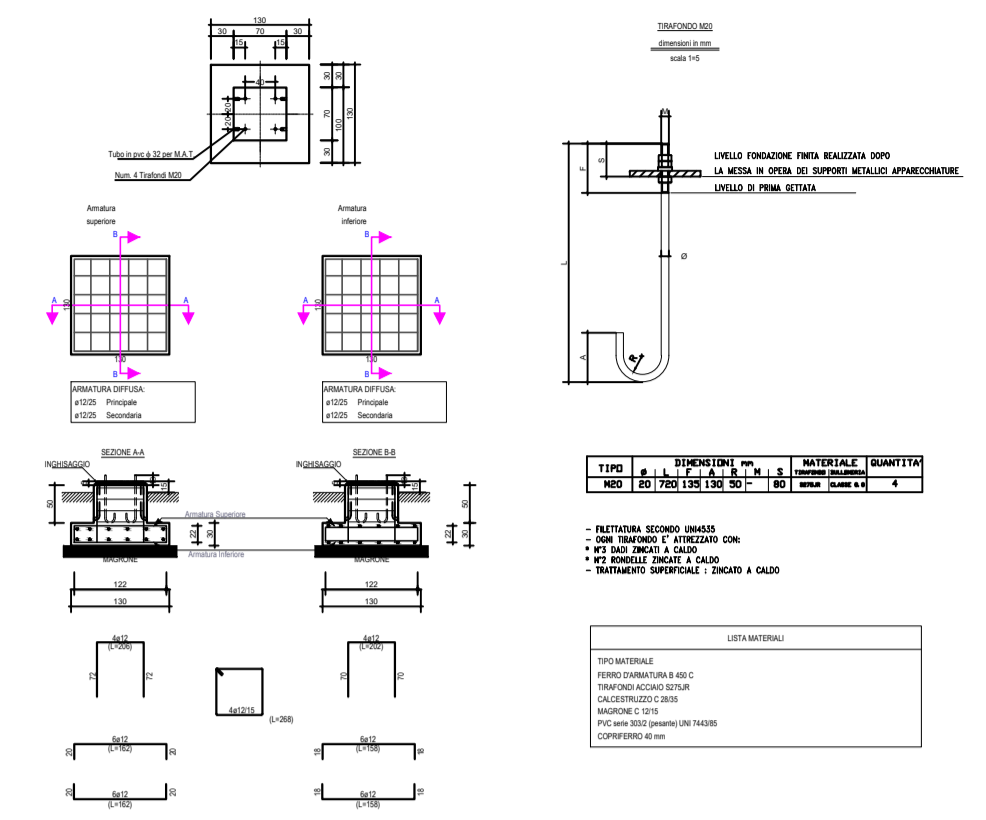 130
30 70 30
15 15
40
20
20
30
70
30
30
100
130
Tubo in pvc ϕ 32 per M.A.T.
Num. 4 Tirafondi M20
Armatura
superiore
B
A A
130
130
B
ARMATURA DIFFUSA:
ø12/25 Principale
ø12/25 Secondaria
Armatura
inferiore
B
A A
130
130
B
ARMATURA DIFFUSA:
ø12/25 Principale
ø12/25 Secondaria
SEZIONE A-A
INGHISAGGIO
15
50
22
30
MAGRONE
122
130
Armatura Superiore
Armatura Inferiore
SEZIONE B-B
INGHISAGGIO
15
50
50
22
30
MAGRONE
122
130
4ø12
(L=206)
72 72
4ø12/15
(L=268)
4ø12
(L=202)
70 70
6ø12
(L=162)
20 20
6ø12
(L=158)
18 18
6ø12
(L=162)
20 20
6ø12
(L=158)
18 18
TIRAFONDO M20
dimensioni in mm
scala 1=5
M
S
F
L
A
R
Ø
LIVELLO FONDAZIONE FINITA REALIZZATA DOPO
LA MESSA IN OPERA DEI SUPPORTI METALLICI APPARECCHIATURE
LIVELLO DI PRIMA GETTATA
TIPO DIMENSIONI mm MATERIALE QUANTITA'
ø L F A R M S TIRAFONDO BULLONERIA
M20 20 720 135 130 50 - 80 S275JR CLASSE 6.8 4
- FILETTATURA SECONDO UNI4535
- OGNI TIRAFONDO E' ATTREZZATO CON:
* N°3 DADI ZINCATI A CALDO
* N°2 RONDELLE ZINCATE A CALDO
- TRATTAMENTO SUPERFICIALE : ZINCATO A CALDO
LISTA MATERIALI
TIPO MATERIALE
FERRO D'ARMATURA B 450 C
TIRAFONDI ACCIAIO S275JR
CALCESTRUZZO C 28/35
MAGRONE C 12/15
PVC serie 303/2 (pesante) UNI 7443/85
COPRIFERRO 40 mm